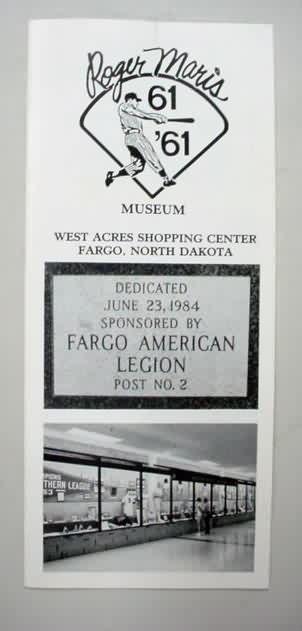 Roger Maris
61
'61
MUSEUM
WEST ACRES SHOPPING CENTER
FARGO, NORTH DAKOTA
DEDICATED
JUNE 23, 1984
SPONSORED BY
FARGO AMERICAN
LEGION
POST NO. 2
THERN LEAGUE